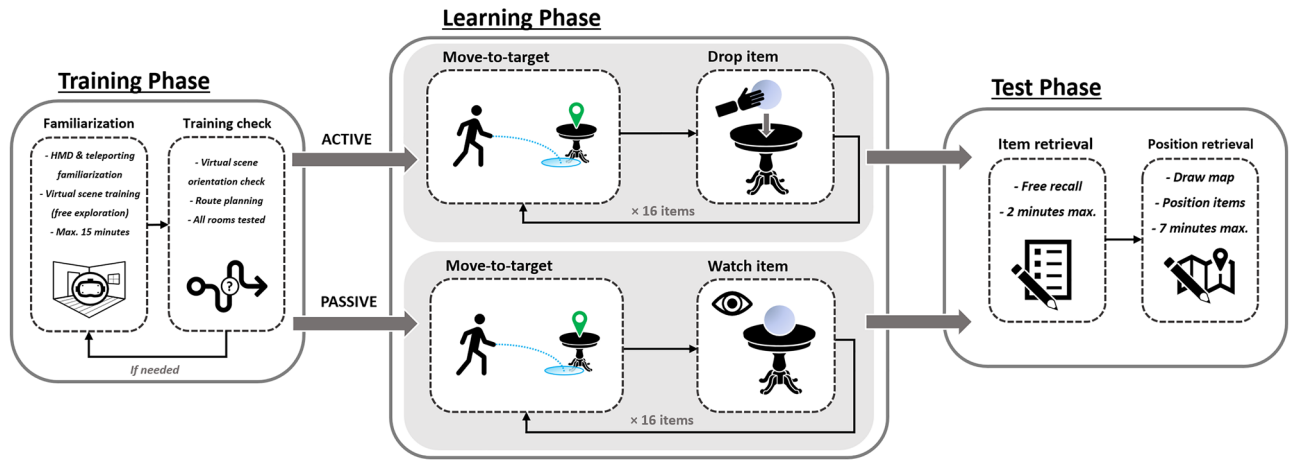 Training Phase
Familiarization
- HMD & teleporting
familiarization
- Virtual scene training
(free exploration)
- Max. 15 minutes
Training check
- Virtual scene
orientation check
- Route planning
- All rooms tested
?
If needed
ACTIVE
PASSIVE
Learning Phase
Move-to-target
Drop item
× 16 items
Move-to-target
Watch item
× 16 items
Test Phase
Item retrieval
- Free recall
- 2 minutes max.
Position retrieval
- Draw map
- Position items
- 7 minutes max.